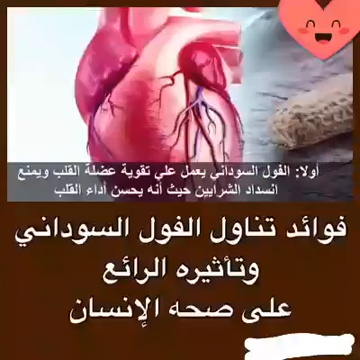 أولا: الفول السوداني يعمل علي تقوية عضلة القلب ويمنع
انسداد الشرايين حيث أنه يحسن أداء القلب
فوائد تناول الفول السوداني
وتأثيره الرائع
على صحه الإنسان